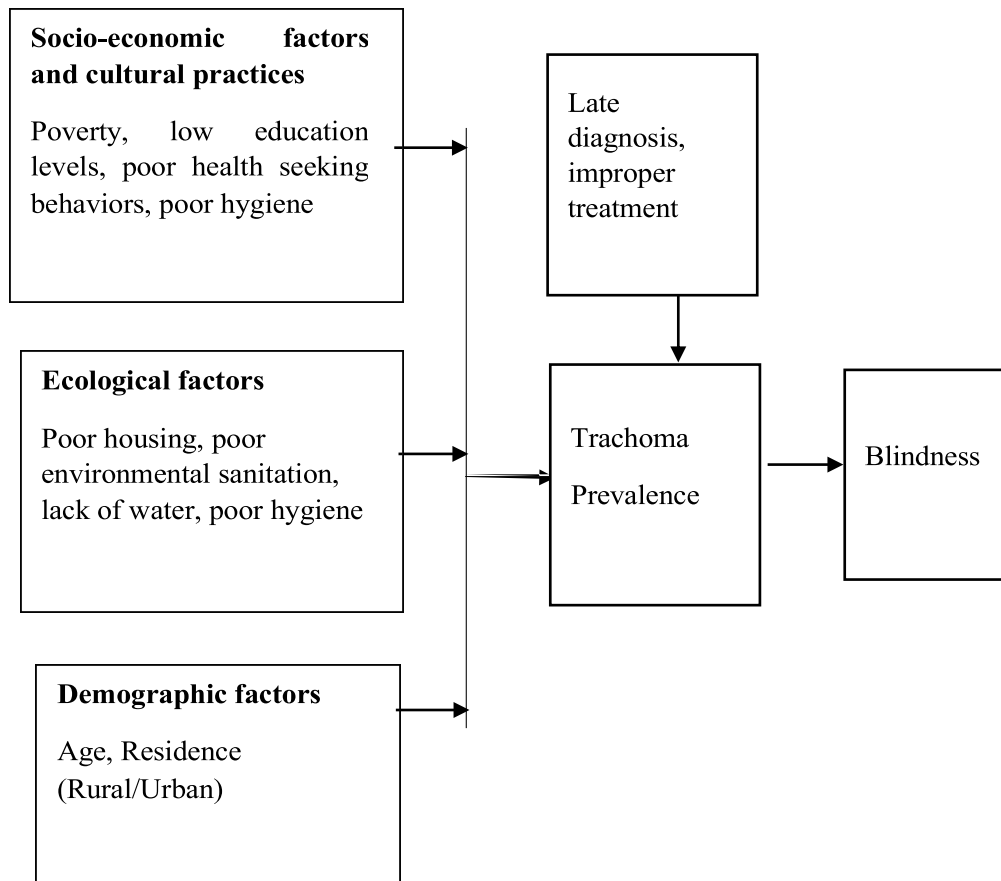 Socio-economic factors
and cultural practices
Poverty, low education
levels, poor health seeking
behaviors, poor hygiene
Late
diagnosis,
improper
treatment
Ecological factors
Poor housing, poor
environmental sanitation,
lack of water, poor hygiene
Trachoma
Prevalence
Blindness
Demographic factors
Age, Residence
(Rural/Urban)